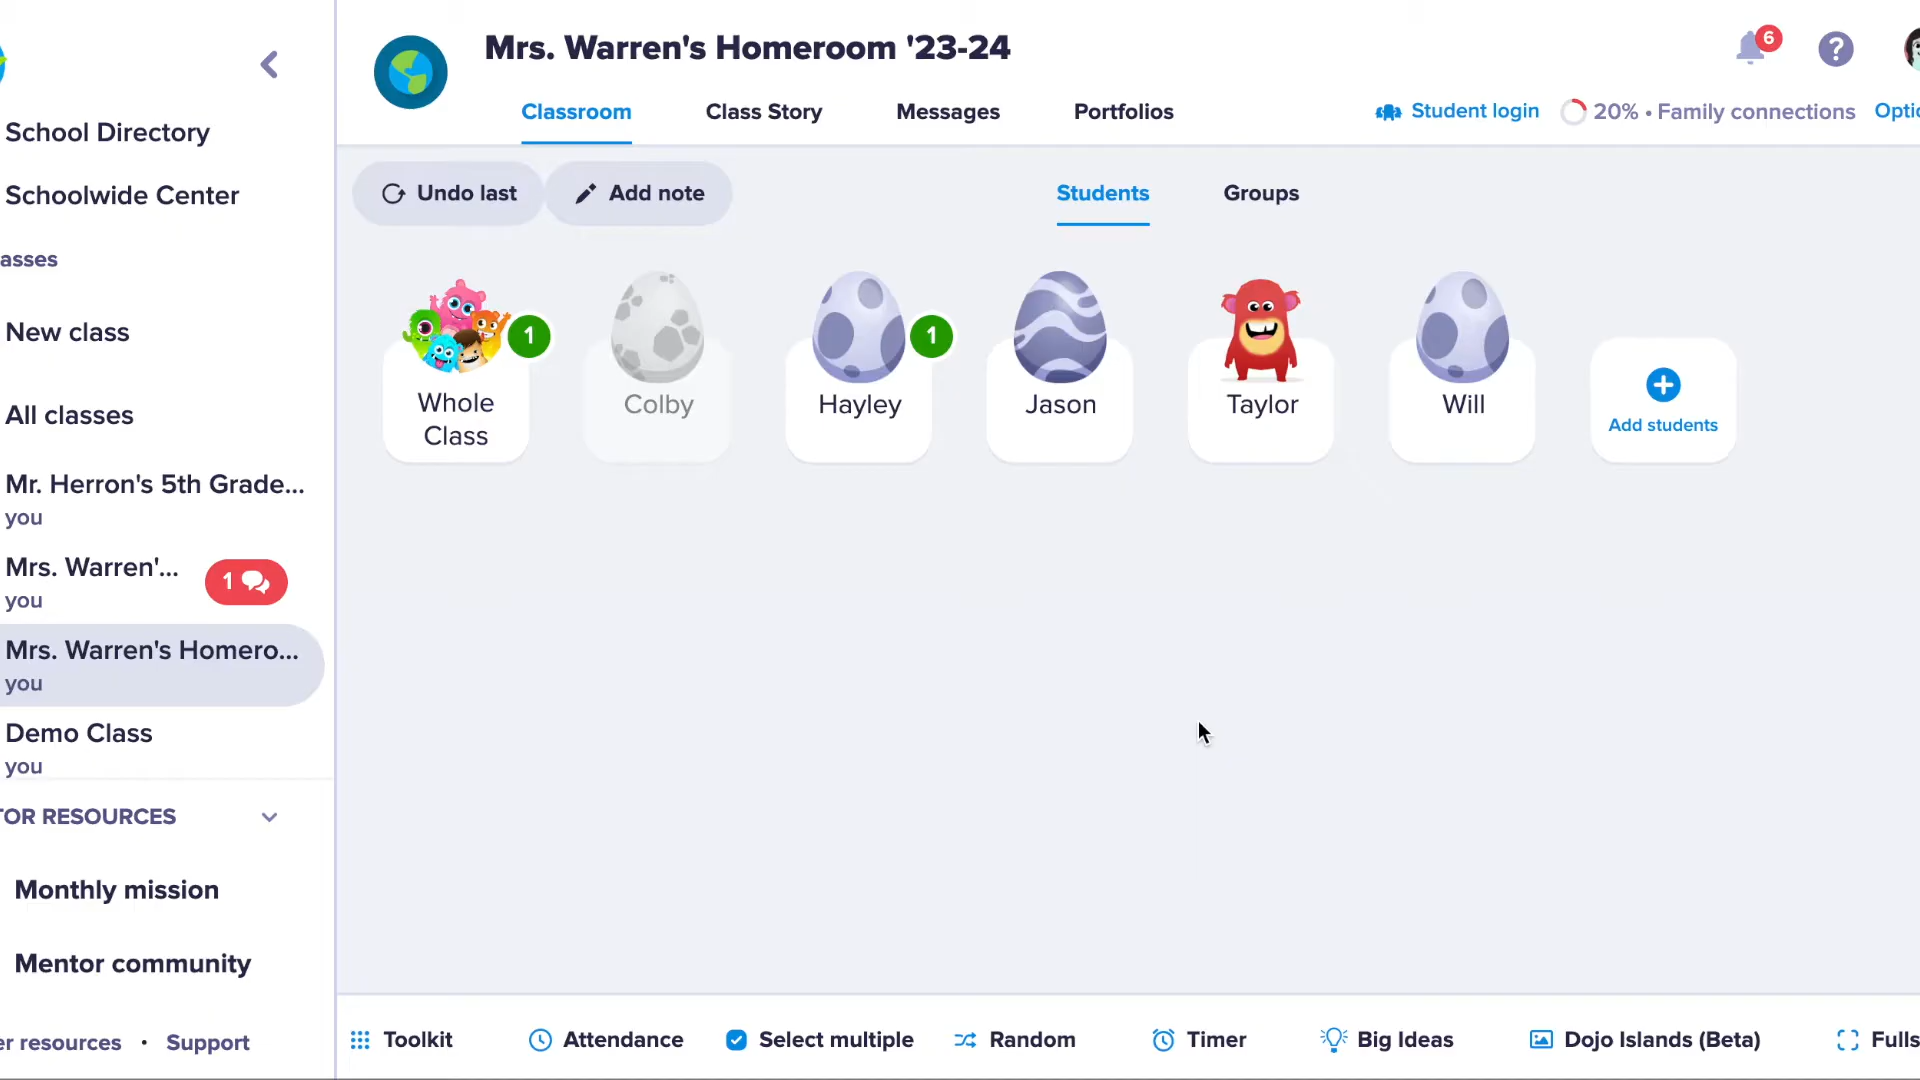 Mrs. Warren's Homeroom '23-24
6
?
Classroom
Class Story
Messages
Portfolios
Student login
20% • Family connections
Optio
School Directory
Schoolwide Center
asses
New class
All classes
Mr. Herron's 5th Grade...
you
Mrs. Warren'...
you
1
Mrs. Warren's Homero...
you
Demo Class
you
TOR RESOURCES
Monthly mission
Mentor community
er resources • Support
Undo last
Add note
Students
Groups
1
Whole
Class
Colby
1
Hayley
Jason
Taylor
Will
Add students
Toolkit
Attendance
Select multiple
Random
Timer
Big Ideas
Dojo Islands (Beta)
Fulls